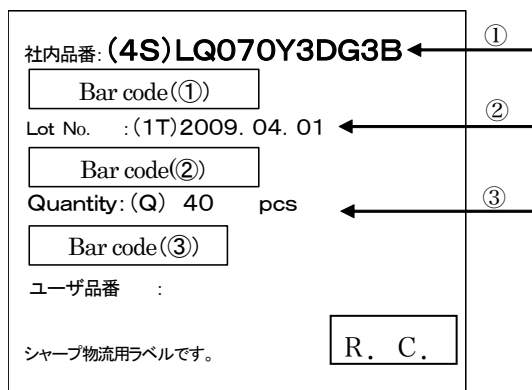 社内品番:(4S)LQ070Y3DG3B ①
Bar code(①)
Lot No. :(1T)2009. 04. 01 ②
Bar code(②)
Quantity:(Q) 40 pcs ③
Bar code(③)
ユーザ品番 :
シャープ物流用ラベルです。 R. C.